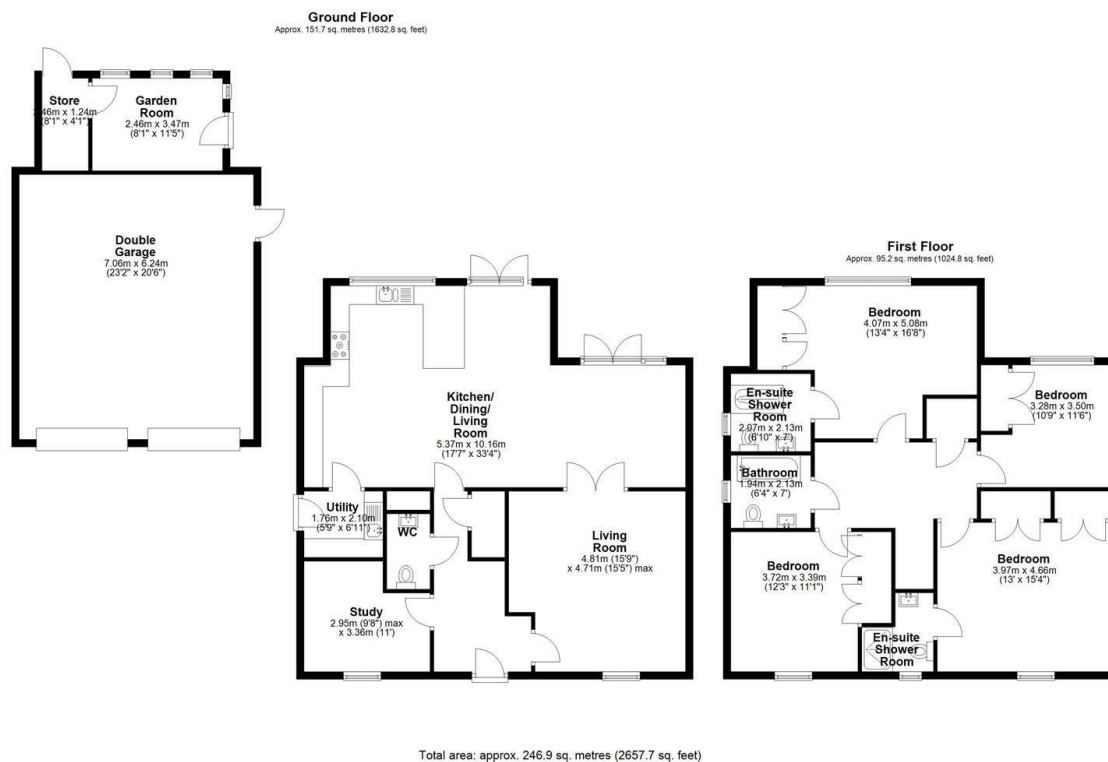 Ground Floor
Approx. 151.7 sq. metres (1632.8 sq. feet)
Store
2.46m x 1.24m
(8'1" x 4'1")
Garden
Room
2.46m x 3.47m
(8'1" x 11'5")
Double
Garage
7.06m x 6.24m
(23'2" x 20'6")
Kitchen/
Dining/
Living
Room
5.37m x 10.16m
(17'7" x 33'4")
Utility
1.76m x 2.10m
(5'9" x 6'11")
WC
Living
Room
4.81m (15'9")
x 4.71m (15'5") max
Study
2.95m (9'8") max
x 3.36m (11')
First Floor
Approx. 95.2 sq. metres (1024.8 sq. feet)
Bedroom
4.07m x 5.08m
(13'4" x 16'8")
Bedroom
3.28m x 3.50m
(10'9" x 11'6")
En-suite
Shower
Room
2.07m x 2.13m
(6'10" x 7')
Bathroom
1.94m x 2.13m
(6'4" x 7')
Bedroom
3.72m x 3.39m
(12'3" x 11'1")
Bedroom
3.97m x 4.66m
(13' x 15'4")
En-suite
Shower
Room
Total area: approx. 246.9 sq. metres (2657.7 sq. feet)